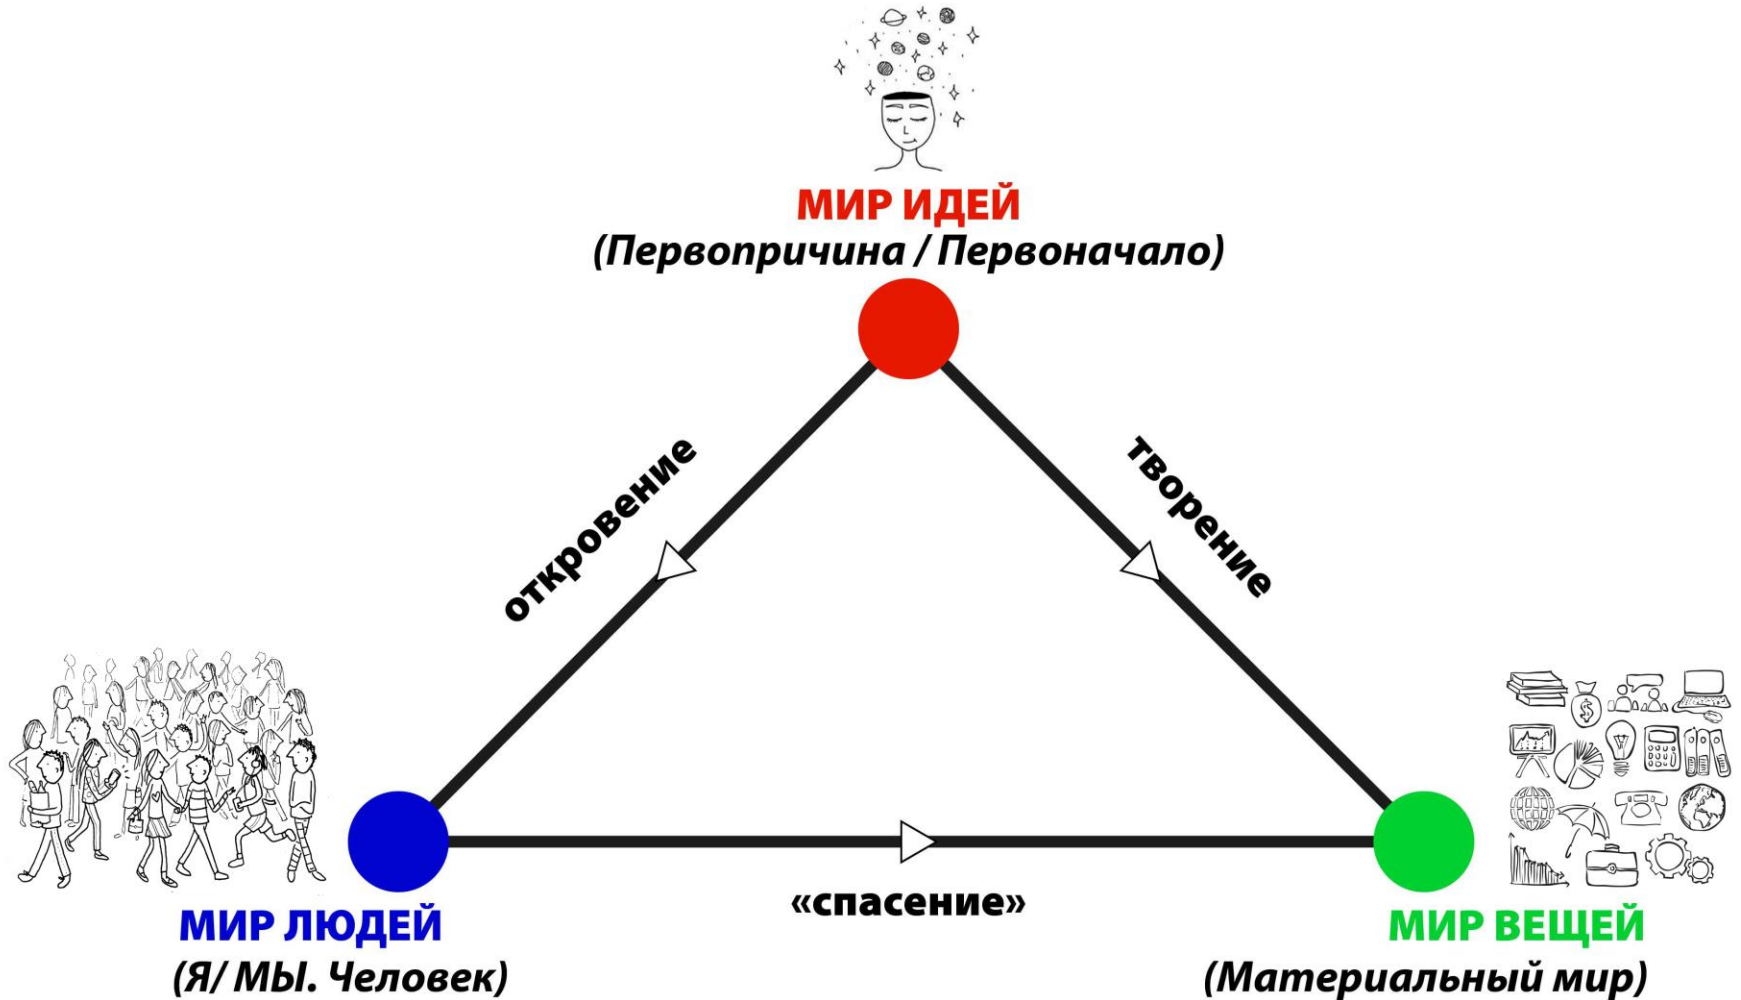 МИР ИДЕЙ
(Первопричина / Первоначало)
откровение
творение
$
«спасение»
МИР ЛЮДЕЙ
(Я/ МЫ. Человек)
МИР ВЕЩЕЙ
(Материальный мир)